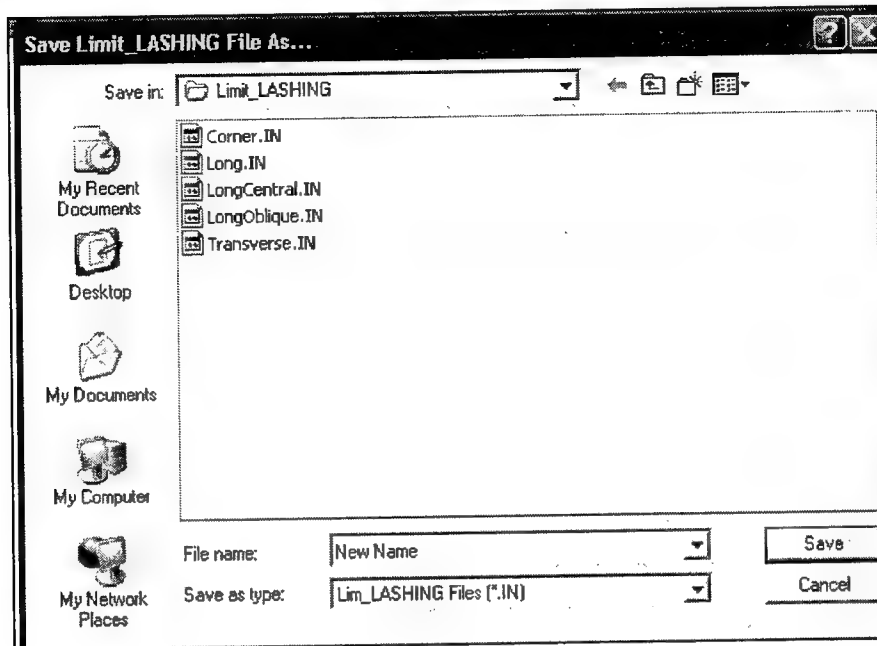 Save Limit_LASHING File As...
Save in:
Limit_LASHING
Corner.IN
Long.IN
LongCentral.IN
LongOblique.IN
Transverse.IN
My Recent
Documents
Desktop
My Documents
My Computer
My Network
Places
File name:
New Name
Save
Save as type:
Lim_LASHING Files (*.IN)
Cancel